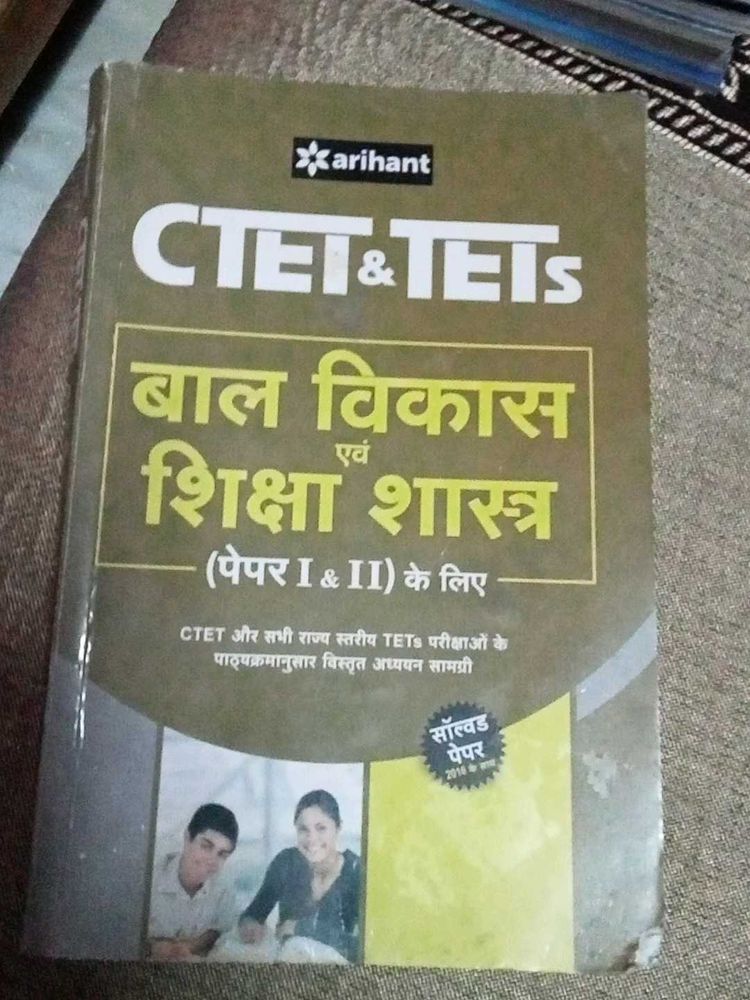 arihant
CTET & TETs
बाल विकास
एवं
शिक्षा शास्त्र
(पेपर I & II) के लिए
CTET और सभी राज्य स्तरीय TETs परीक्षाओं के
पाठ्यक्रमानुसार विस्तृत अध्ययन सामग्री
सॉल्वड
पेपर
2016 के साथ